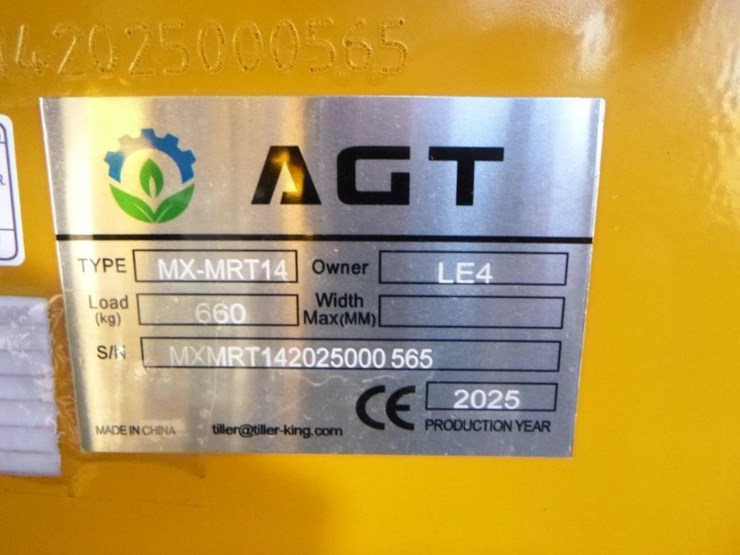 420250000565
AGT
TYPE MX-MRT14 Owner LE4
Load (kg) 660 Width Max(MM)
S/N MXMRT142025000 565
CE 2025
MADE IN CHINA tiller@tiller-king.com PRODUCTION YEAR